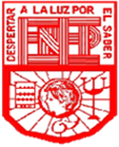 DESPERTAR A LA LUZ POR EL SABER
ENP